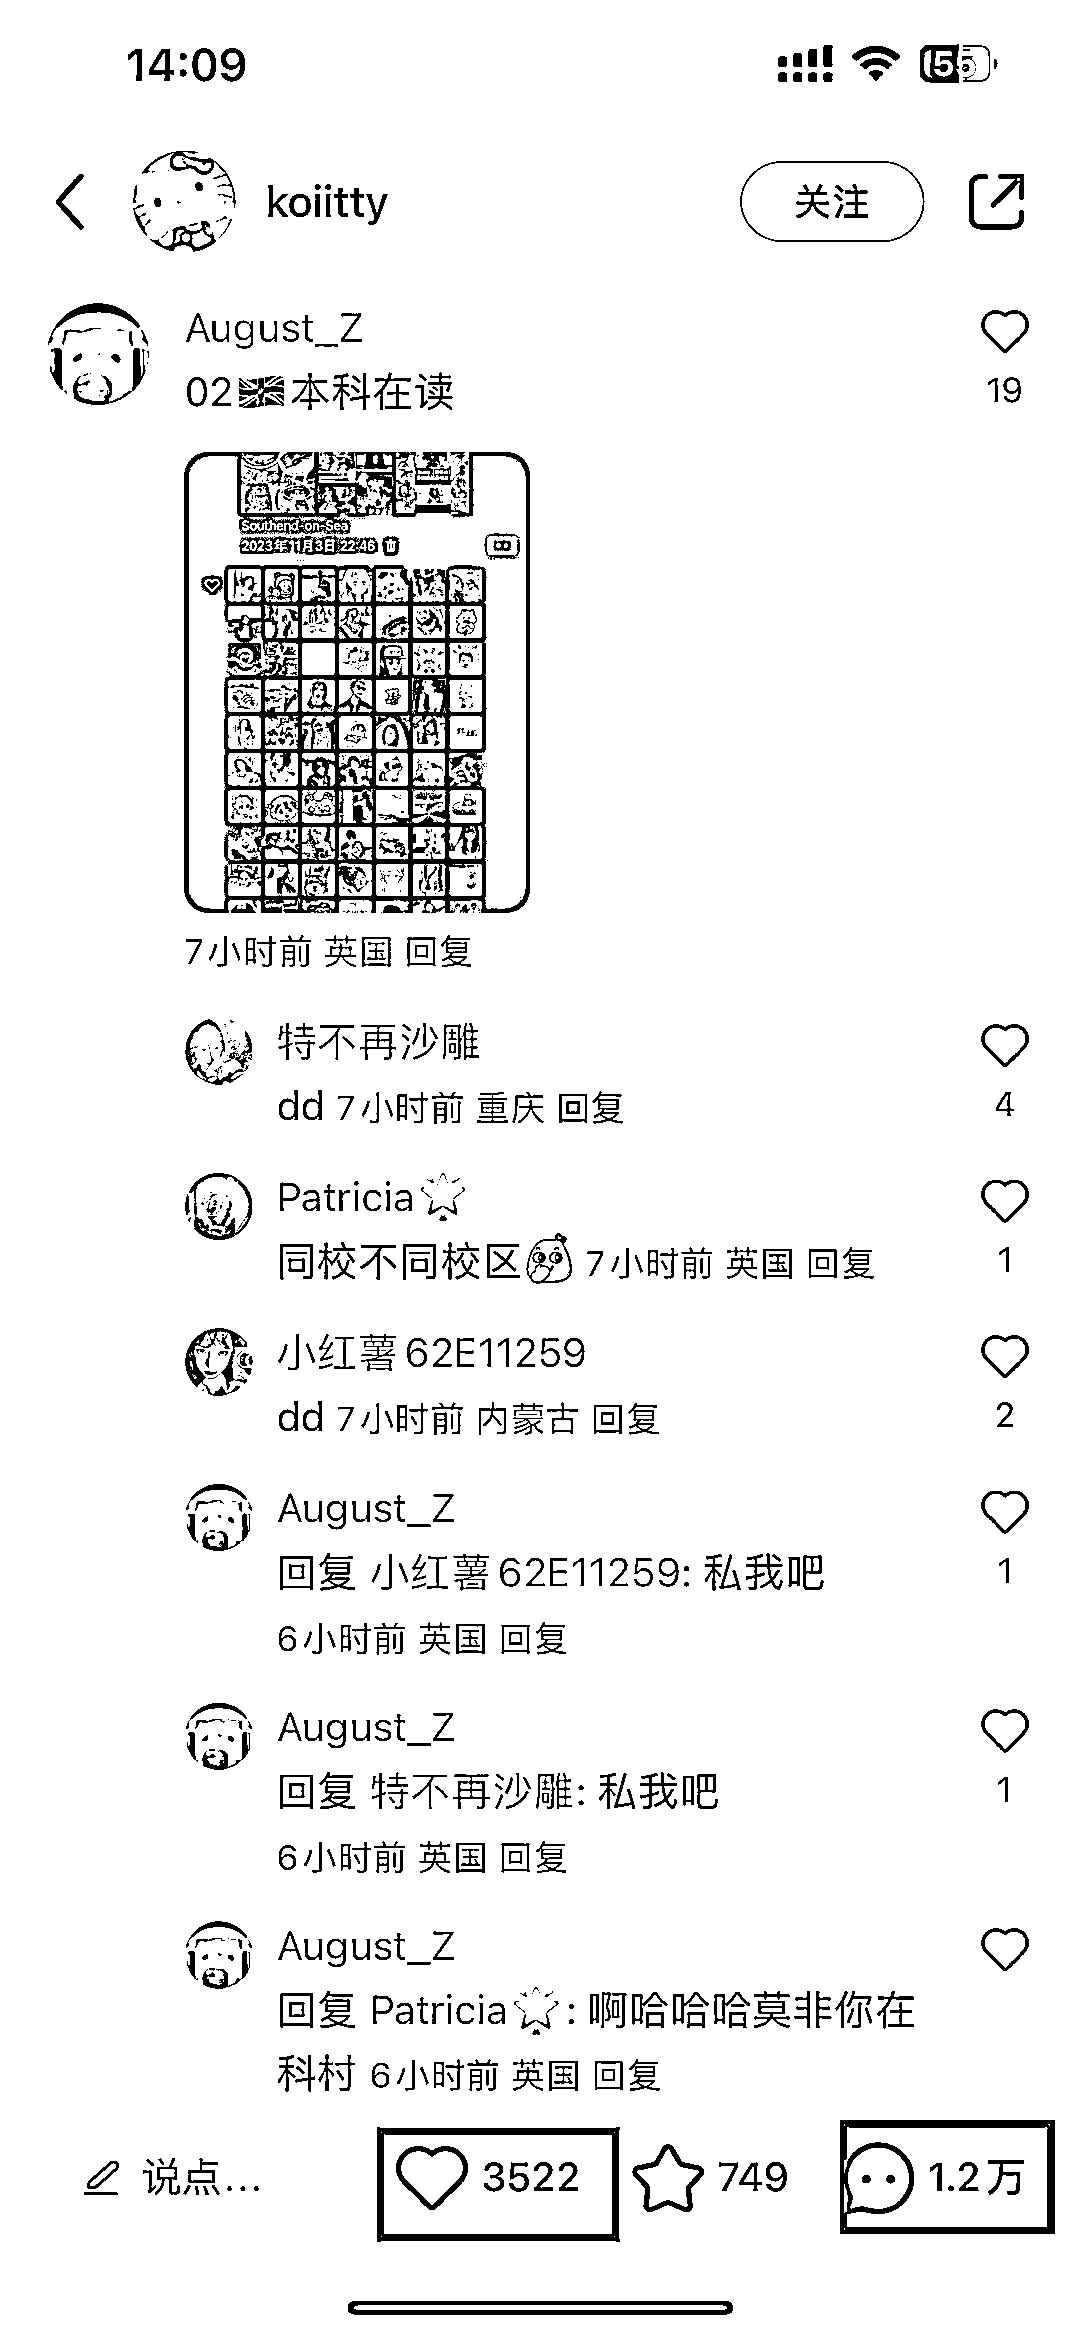 14:09
55
koiitty
关注
August_Z
02🇬🇧本科在读
19
Southend-on-Sea
2023年11月3日 22:46
7小时前 英国 回复
特不再沙雕
dd 7小时前 重庆 回复
4
Patricia🌟
同校不同校区 7小时前 英国 回复
1
小红薯62E11259
dd 7小时前 内蒙古 回复
2
August_Z
回复 小红薯62E11259: 私我吧
1
6小时前 英国 回复
August_Z
回复 特不再沙雕: 私我吧
1
6小时前 英国 回复
August_Z
回复 Patricia🌟: 啊哈哈哈莫非你在
科村 6小时前 英国 回复
说点... 3522 749 1.2万